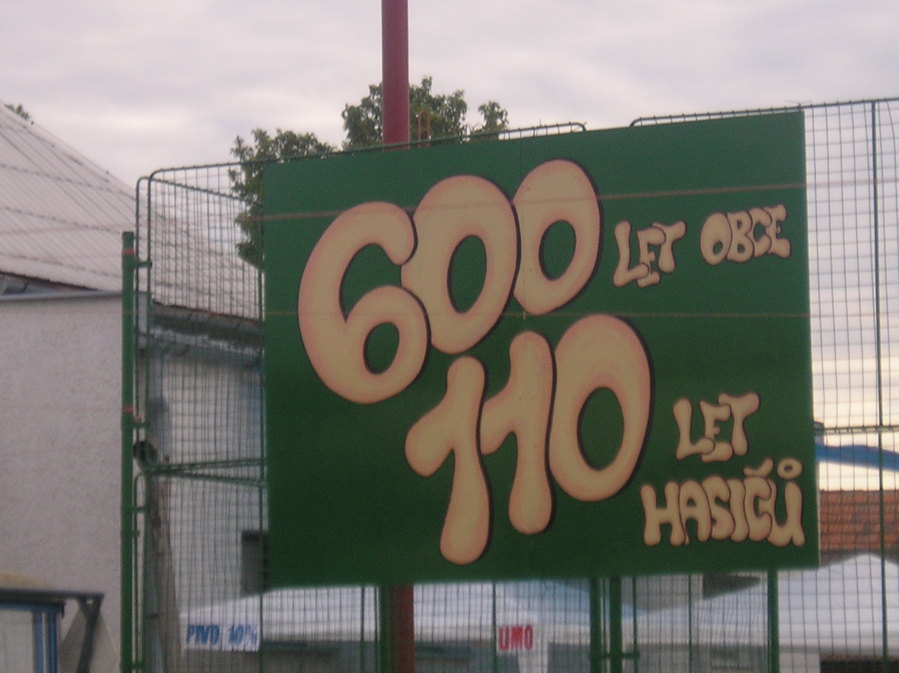 600 LET OBCE
110 LET
HASIČŮ
PIVO 10%
LIMO